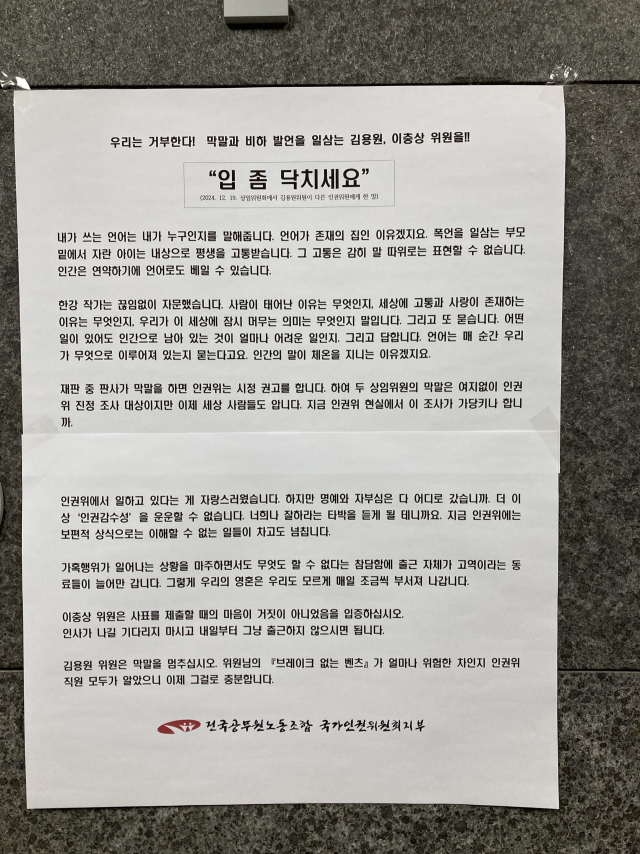 우리는 거부한다! 막말과 비하 발언을 일삼는 김용원, 이충상 위원을!!
“입 좀 닥치세요”
(2024. 12. 19. 상임위원회에서 김용원위원이 다른 인권위원에게 한 말)
내가 쓰는 언어는 내가 누구인지를 말해줍니다. 언어가 존재의 집인 이유겠지요. 폭언을 일삼는 부모
밑에서 자란 아이는 내상으로 평생을 고통받습니다. 그 고통은 감히 말 따위로는 표현할 수 없습니다.
인간은 연약하기에 언어로도 베일 수 있습니다.
한강 작가는 끊임없이 자문했습니다. 사람이 태어난 이유는 무엇인지, 세상에 고통과 사랑이 존재하는
이유는 무엇인지, 우리가 이 세상에 잠시 머무는 의미는 무엇인지 말입니다. 그리고 또 묻습니다. 어떤
일이 있어도 인간으로 남아 있는 것이 얼마나 어려운 일인지. 그리고 답합니다. 언어는 매 순간 우리
가 무엇으로 이루어져 있는지 묻는다고요. 인간의 말이 체온을 지니는 이유겠지요.
재판 중 판사가 막말을 하면 인권위는 시정 권고를 합니다. 하여 두 상임위원의 막말은 여지없이 인권
위 진정 조사 대상이지만 이제 세상 사람들도 압니다. 지금 인권위 현실에서 이 조사가 가당키나 합니
까.
인권위에서 일하고 있다는 게 자랑스러웠습니다. 하지만 명예와 자부심은 다 어디로 갔습니까. 더 이
상 ‘인권감수성’ 을 운운할 수 없습니다. 너희나 잘하라는 타박을 듣게 될 테니까요. 지금 인권위에는
보편적 상식으로는 이해할 수 없는 일들이 차고도 넘칩니다.
가혹행위가 일어나는 상황을 마주하면서도 무엇도 할 수 없다는 참담함에 출근 자체가 고역이라는 동
료들이 늘어만 갑니다. 그렇게 우리의 영혼은 우리도 모르게 매일 조금씩 부서져 나갑니다.
이충상 위원은 사표를 제출할 때의 마음이 거짓이 아니었음을 입증하십시오.
인사가 나길 기다리지 마시고 내일부터 그냥 출근하지 않으시면 됩니다.
김용원 위원은 막말을 멈추십시오. 위원님의 『브레이크 없는 벤츠』가 얼마나 위험한 차인지 인권위
직원 모두가 알았으니 이제 그걸로 충분합니다.
전국공무원노동조합 국가인권위원회지부